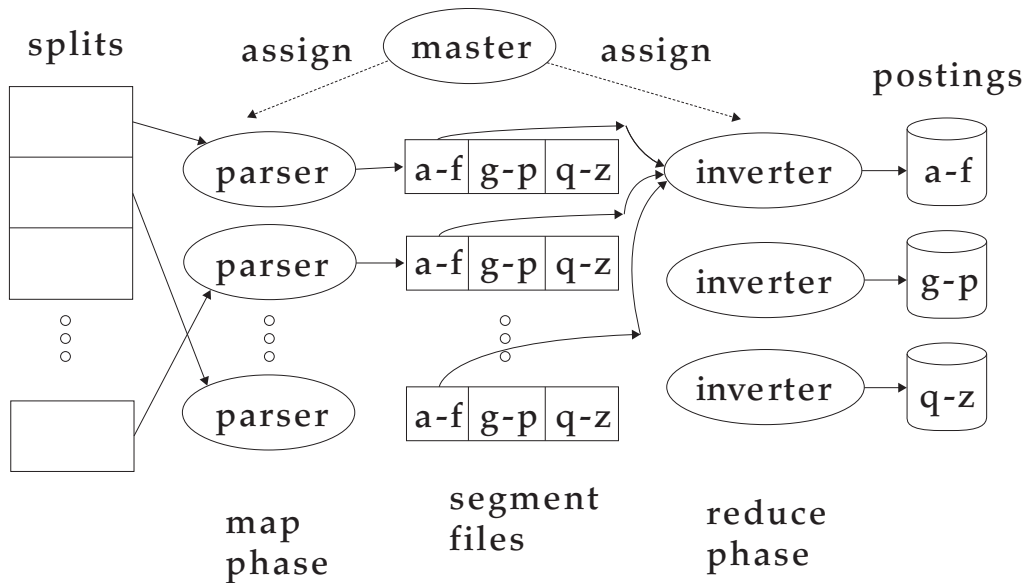 splits
assign
master
assign
postings
parser
a-f g-p q-z
inverter
a-f
parser
a-f g-p q-z
inverter
g-p
parser
a-f g-p q-z
inverter
q-z
map
phase
segment
files
reduce
phase